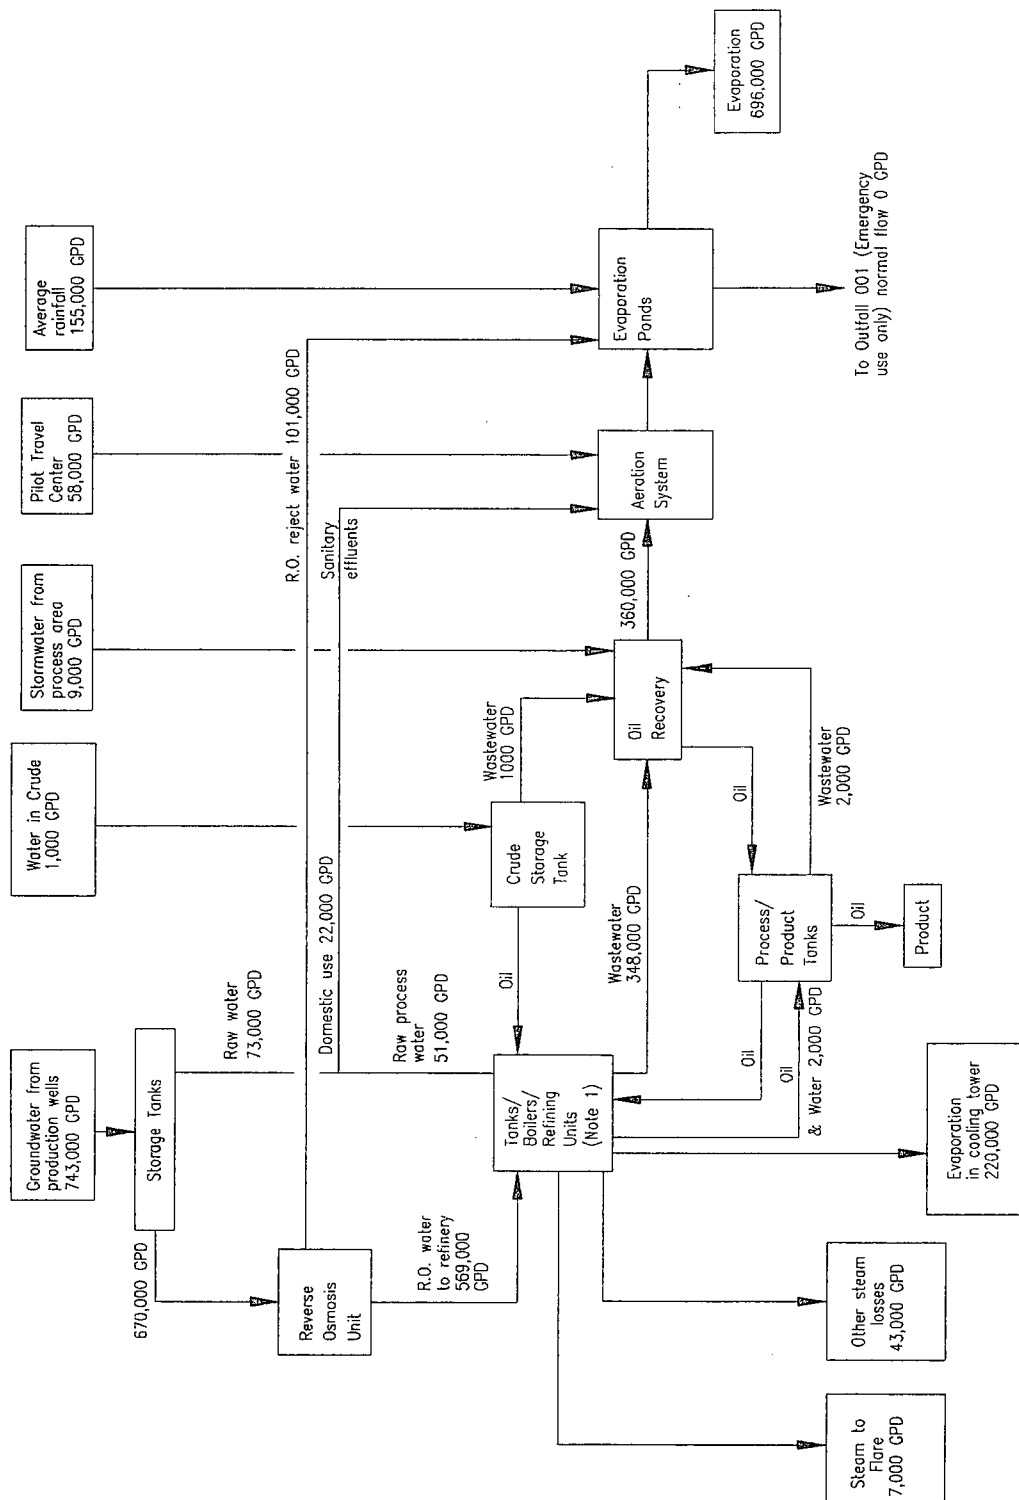 Groundwater from
production wells
743,000 GPD
Water in Crude
1,000 GPD
Stormwater from
process area
9,000 GPD
Pilot Travel
Center
58,000 GPD
Average
rainfall
155,000 GPD
Storage Tanks
670,000 GPD
Raw water
73,000 GPD
R.O. reject water 101,000 GPD
Domestic use 22,000 GPD
Sanitary
effluents
Reverse
Osmosis
Unit
R.O. water
to refinery
569,000
GPD
Raw process
water
51,000 GPD
Oil
Crude
Storage
Tank
Wastewater
1000 GPD
Tanks/
Boilers/
Refining
Units
(Note 1)
Wastewater
348,000 GPD
Oil
Recovery
360,000 GPD
Aeration
System
Evaporation
Ponds
Evaporation
696,000 GPD
Oil
Oil
& Water 2,000 GPD
Process/
Product
Tanks
Oil
Wastewater
2,000 GPD
Oil
Product
To Outfall 001 (Emergency
use only) normal flow 0 GPD
Steam to
Flare
7,000 GPD
Other steam
losses
43,000 GPD
Evaporation
in cooling tower
220,000 GPD